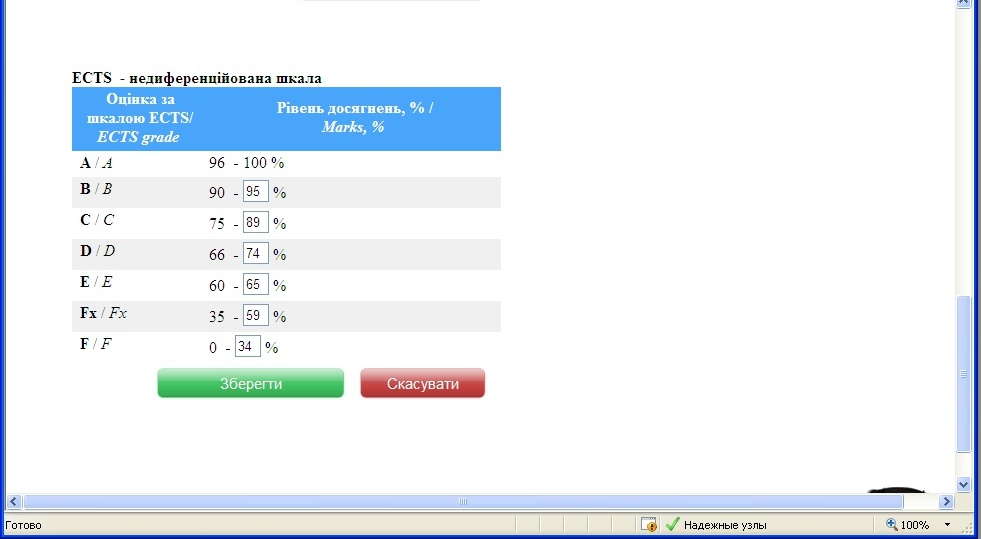 ECTS - недиференційована шкала
Оцінка за
шкалою ECTS/
ECTS grade
Рівень досягнень, % /
Marks, %
A / A 96 - 100 %
B / B 90 - 95 %
C / C 75 - 89 %
D / D 66 - 74 %
E / E 60 - 65 %
Fx / Fx 35 - 59 %
F / F 0 - 34 %
Зберегти Скасувати
Готово Надежные узлы 100%